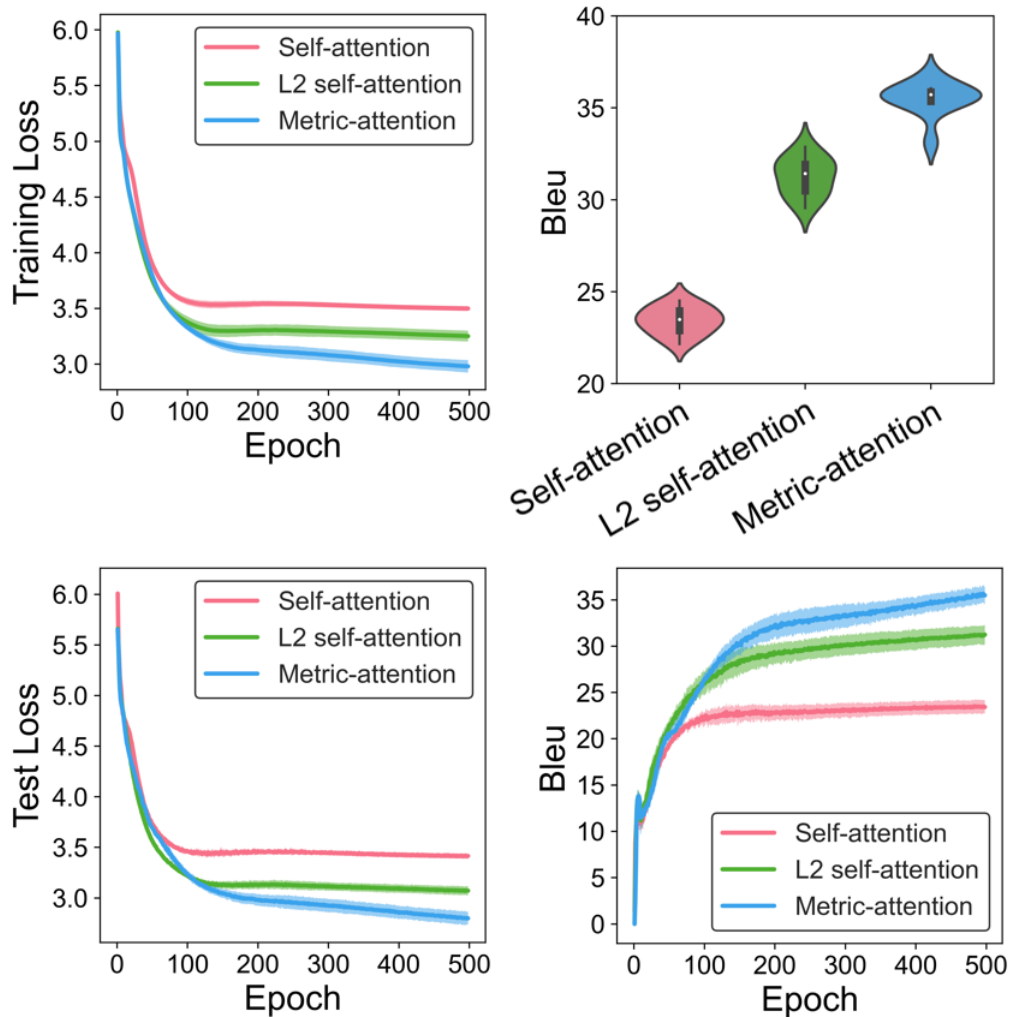 Training Loss
6.0
5.5
5.0
4.5
4.0
3.5
3.0
Self-attention
L2 self-attention
Metric-attention
0 100 200 300 400 500
Epoch
Bleu
40
35
30
25
20
Self-attention
L2 self-attention
Metric-attention
Test Loss
6.0
5.5
5.0
4.5
4.0
3.5
3.0
Self-attention
L2 self-attention
Metric-attention
0 100 200 300 400 500
Epoch
Bleu
35
30
25
20
15
10
5
0
Self-attention
L2 self-attention
Metric-attention
0 100 200 300 400 500
Epoch